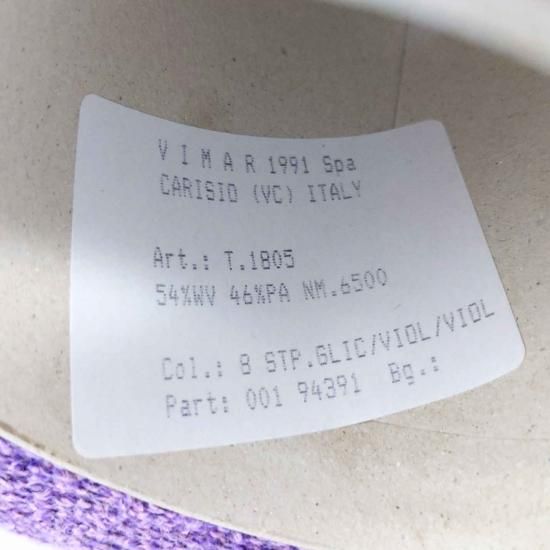 V I M A R 1991 Spa
CARISIO (VC) ITALY
Art.: T.1805
54%WV 46%PA NM.6500
Col.: 8 STP.GLIC/VIOL/VIOL
Part: 001 94391 Bg.: